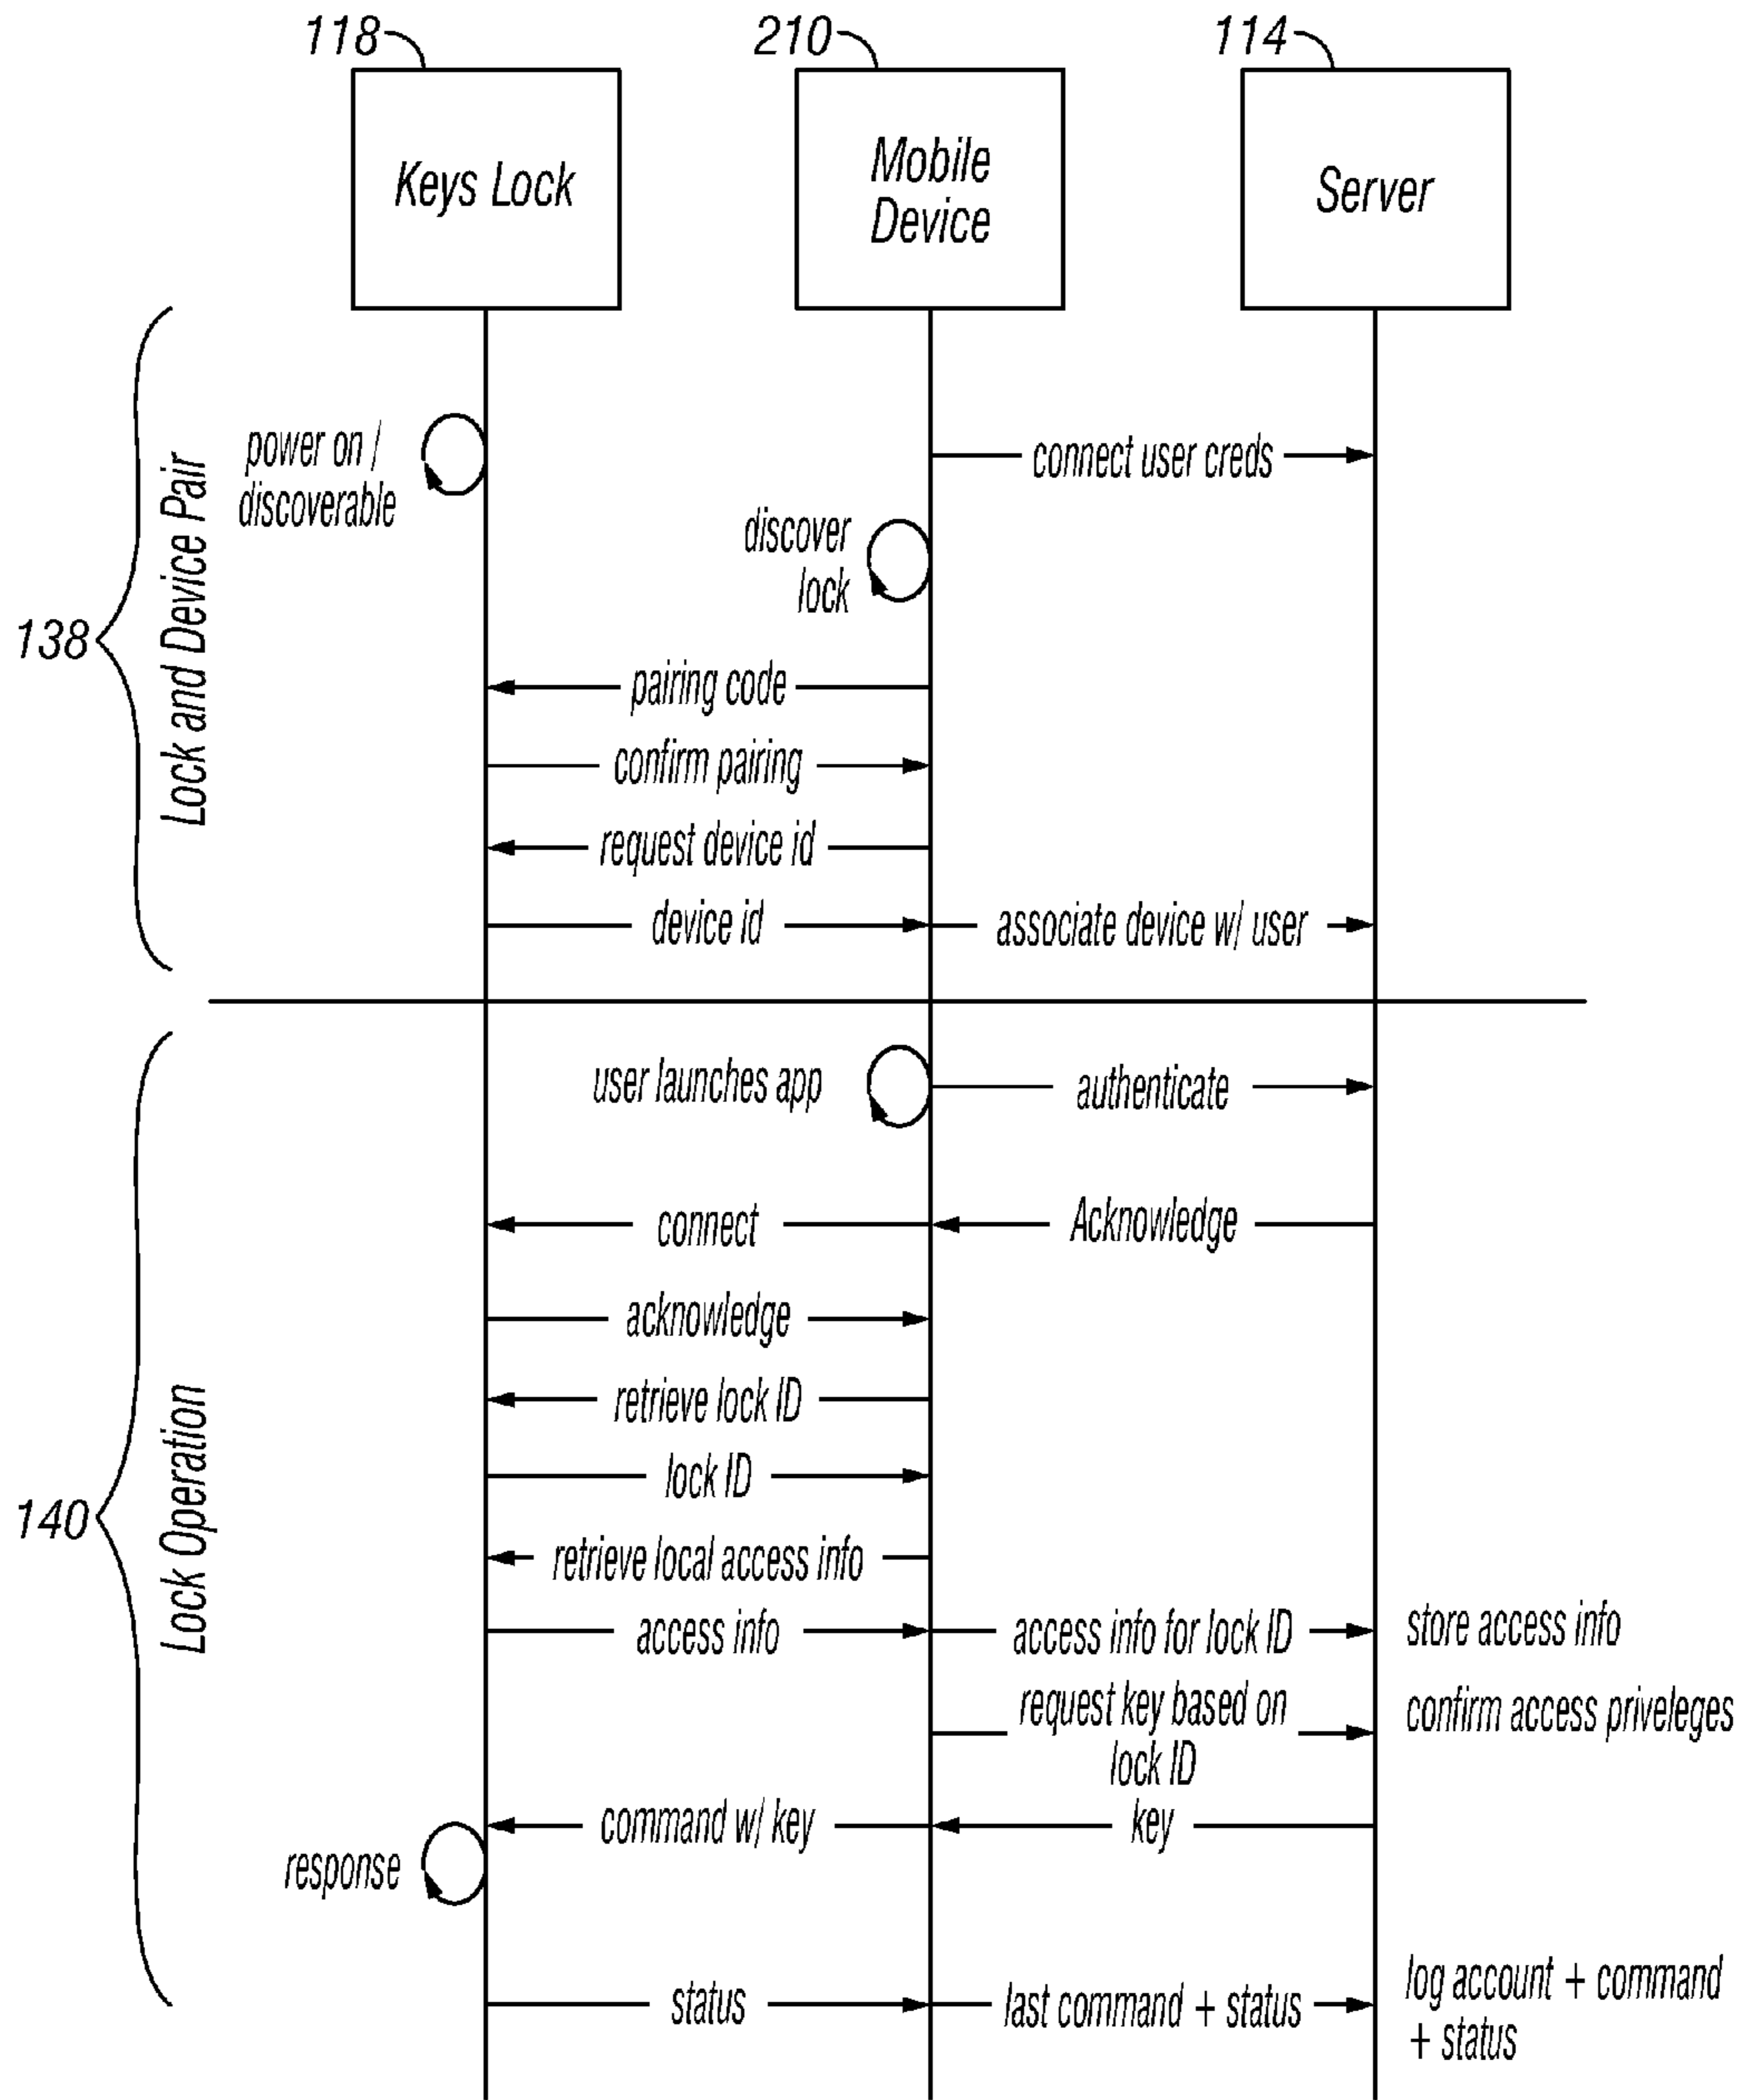 118
210
114
Keys Lock
Mobile
Device
Server
138
Lock and Device Pair
power on /
discoverable
connect user creds
discover
lock
pairing code
confirm pairing
request device id
device id
associate device w/ user
140
Lock Operation
user launches app
authenticate
connect
Acknowledge
acknowledge
retrieve lock ID
lock ID
retrieve local access info
access info
access info for lock ID
store access info
request key based on
lock ID
confirm access priveleges
command w/ key
key
response
status
last command + status
log account + command
+ status